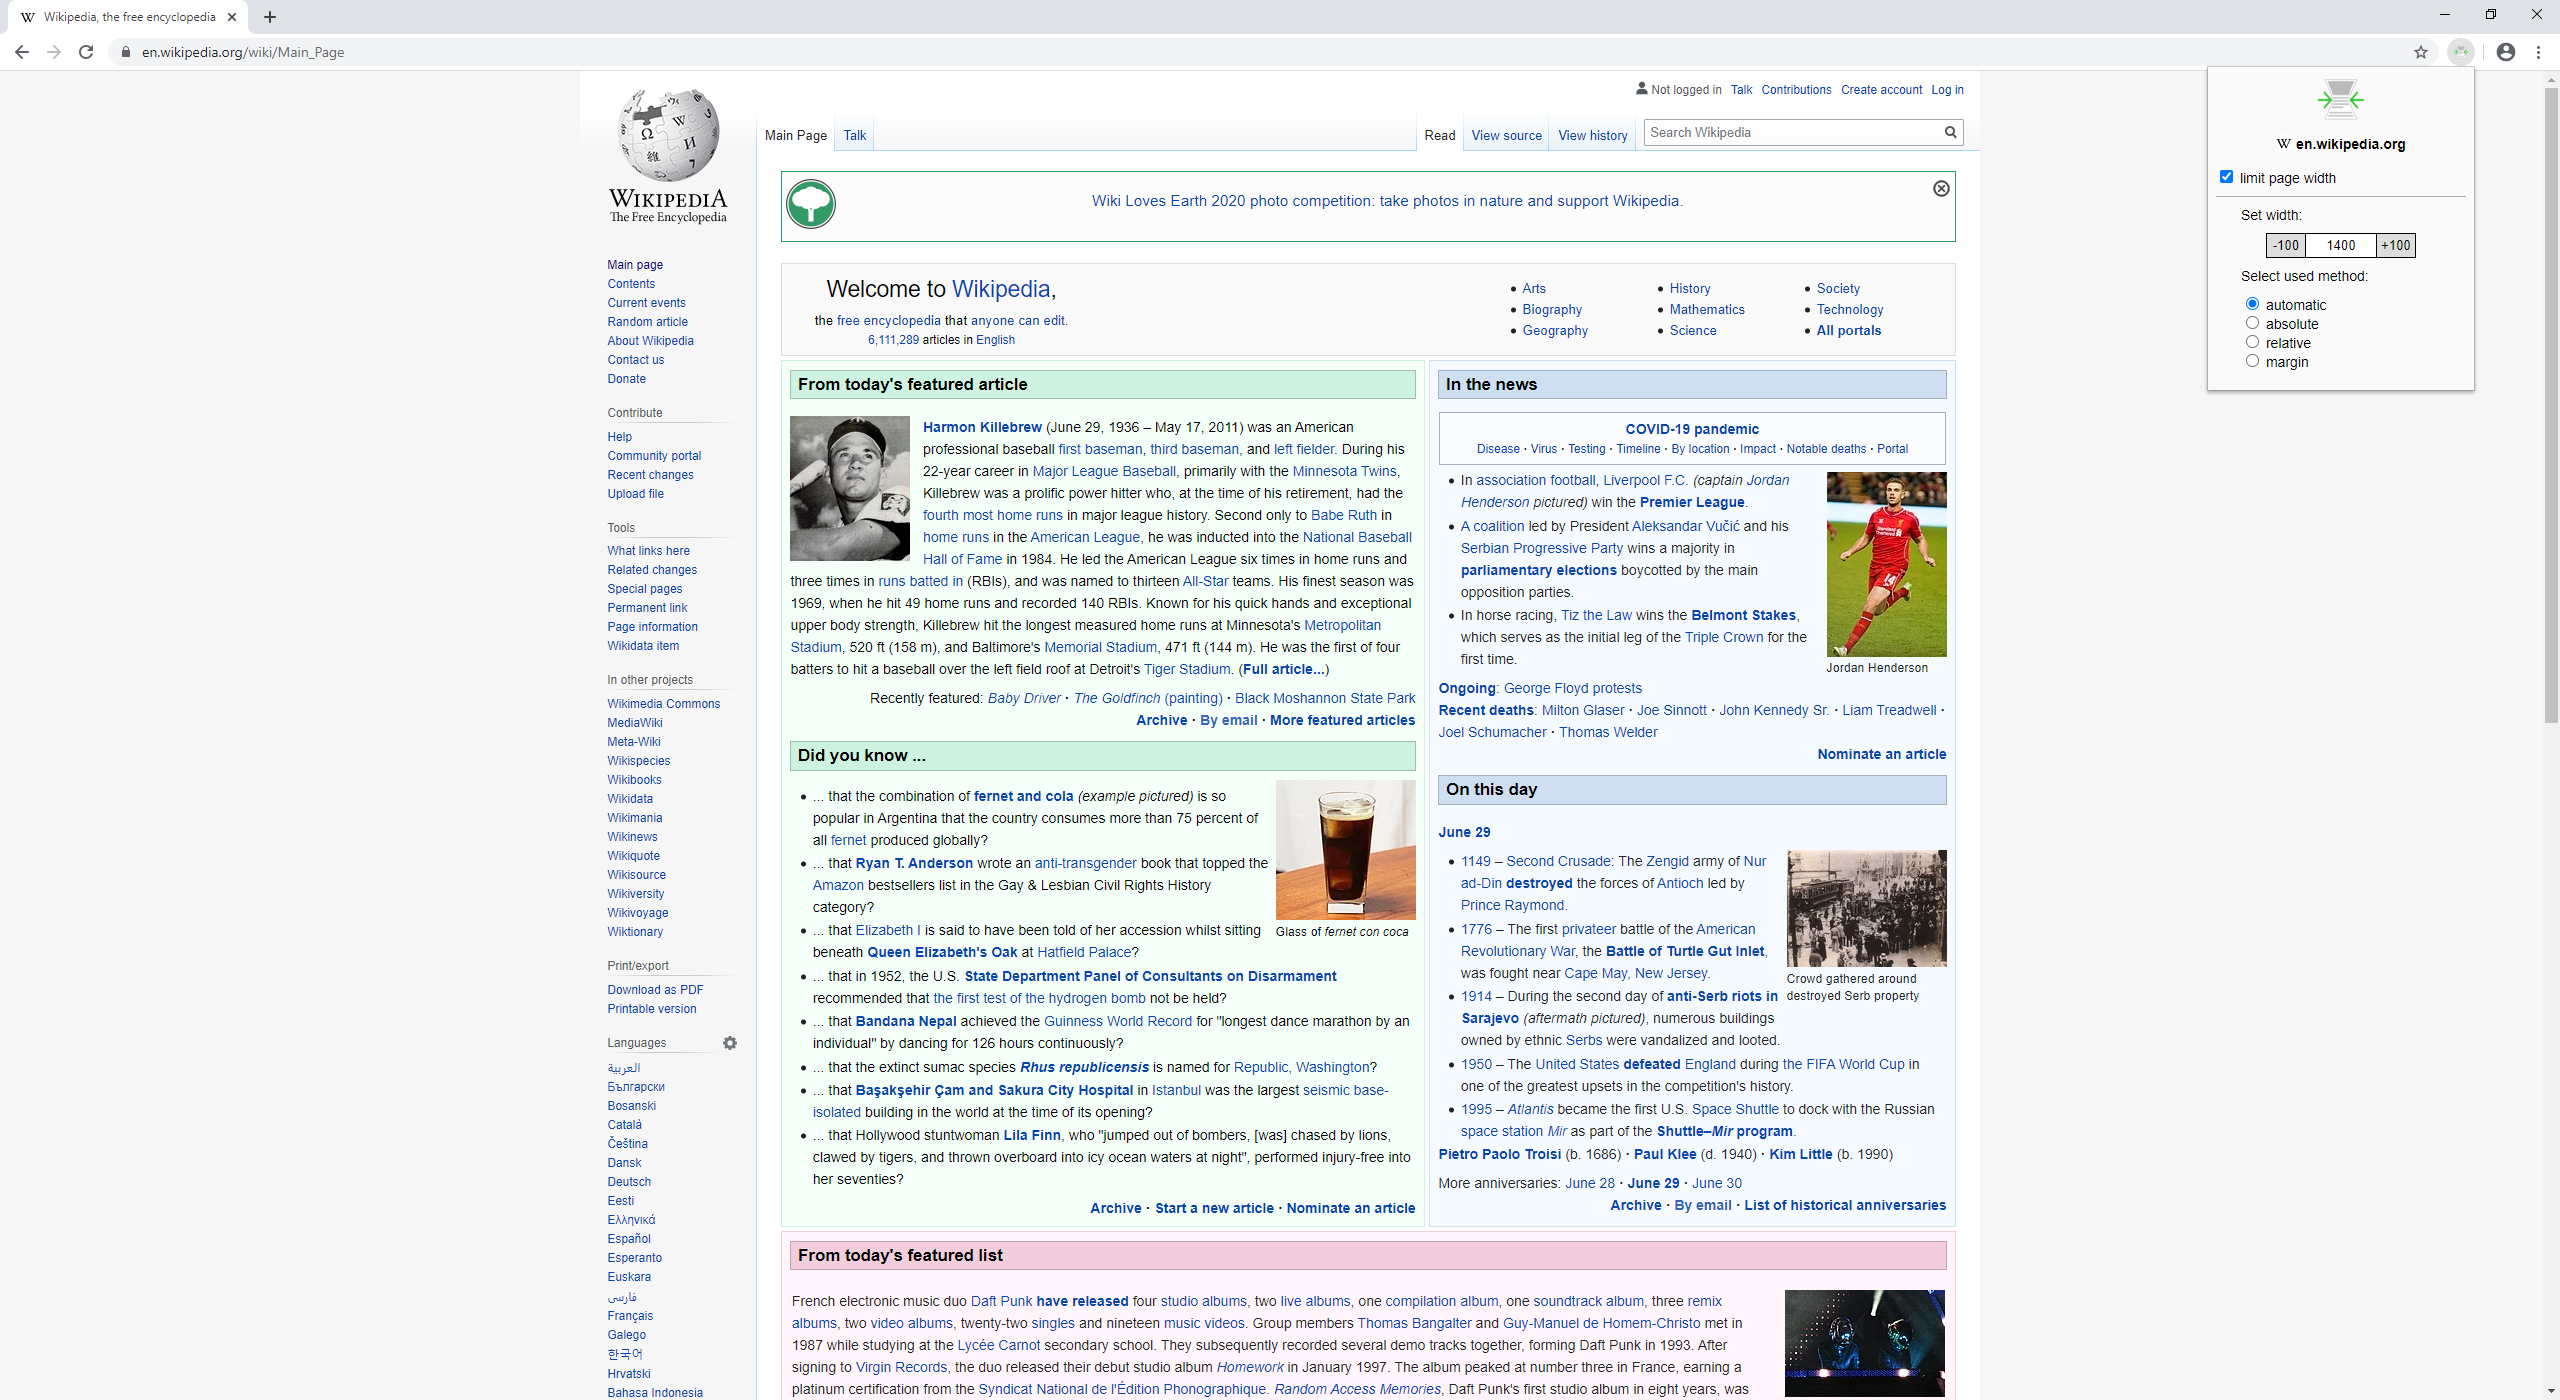 Wikipedia, the free encyclopedia
en.wikipedia.org/wiki/Main_Page
Not logged in Talk Contributions Create account Log in
Main Page Talk Read View source View history Search Wikipedia
WIKIPEDIA
The Free Encyclopedia
Main page
Contents
Current events
Random article
About Wikipedia
Contact us
Donate
Contribute
Help
Community portal
Recent changes
Upload file
Tools
What links here
Related changes
Special pages
Permanent link
Page information
Wikidata item
In other projects
Wikimedia Commons
MediaWiki
Meta-Wiki
Wikispecies
Wikibooks
Wikidata
Wikimania
Wikinews
Wikiquote
Wikisource
Wikiversity
Wikivoyage
Wiktionary
Print/export
Download as PDF
Printable version
Languages
العربية
Български
Bosanski
Català
Čeština
Dansk
Deutsch
Eesti
Ελληνικά
Español
Esperanto
Euskara
فارسی
Français
Galego
한국어
Hrvatski
Bahasa Indonesia
Wiki Loves Earth 2020 photo competition: take photos in nature and support Wikipedia.
Welcome to Wikipedia,
the free encyclopedia that anyone can edit.
6,111,289 articles in English
Arts
Biography
Geography
History
Mathematics
Science
Society
Technology
All portals
From today's featured article
Harmon Killebrew (June 29, 1936 – May 17, 2011) was an American
professional baseball first baseman, third baseman, and left fielder. During his
22-year career in Major League Baseball, primarily with the Minnesota Twins,
Killebrew was a prolific power hitter who, at the time of his retirement, had the
fourth most home runs in major league history. Second only to Babe Ruth in
home runs in the American League, he was inducted into the National Baseball
Hall of Fame in 1984. He led the American League six times in home runs and
three times in runs batted in (RBIs), and was named to thirteen All-Star teams. His finest season was
1969, when he hit 49 home runs and recorded 140 RBIs. Known for his quick hands and exceptional
upper body strength, Killebrew hit the longest measured home runs at Minnesota's Metropolitan
Stadium, 520 ft (158 m), and Baltimore's Memorial Stadium, 471 ft (144 m). He was the first of four
batters to hit a baseball over the left field roof at Detroit's Tiger Stadium. (Full article...)
Recently featured: Baby Driver · The Goldfinch (painting) · Black Moshannon State Park
Archive · By email · More featured articles
Did you know ...
... that the combination of fernet and cola (example pictured) is so
popular in Argentina that the country consumes more than 75 percent of
all fernet produced globally?
... that Ryan T. Anderson wrote an anti-transgender book that topped the
Amazon bestsellers list in the Gay & Lesbian Civil Rights History
category?
... that Elizabeth I is said to have been told of her accession whilst sitting
beneath Queen Elizabeth's Oak at Hatfield Palace?
Glass of fernet con coca
... that in 1952, the U.S. State Department Panel of Consultants on Disarmament
recommended that the first test of the hydrogen bomb not be held?
... that Bandana Nepal achieved the Guinness World Record for "longest dance marathon by an
individual" by dancing for 126 hours continuously?
... that the extinct sumac species Rhus republicensis is named for Republic, Washington?
... that Başakşehir Çam and Sakura City Hospital in Istanbul was the largest seismic base-
isolated building in the world at the time of its opening?
... that Hollywood stuntwoman Lila Finn, who "jumped out of bombers, [was] chased by lions,
clawed by tigers, and thrown overboard into icy ocean waters at night", performed injury-free into
her seventies?
Archive · Start a new article · Nominate an article
In the news
COVID-19 pandemic
Disease · Virus · Testing · Timeline · By location · Impact · Notable deaths · Portal
In association football, Liverpool F.C. (captain Jordan
Henderson pictured) win the Premier League.
A coalition led by President Aleksandar Vučić and his
Serbian Progressive Party wins a majority in
parliamentary elections boycotted by the main
opposition parties.
In horse racing, Tiz the Law wins the Belmont Stakes,
which serves as the initial leg of the Triple Crown for the
first time.
Jordan Henderson
Ongoing: George Floyd protests
Recent deaths: Milton Glaser · Joe Sinnott · John Kennedy Sr. · Liam Treadwell ·
Joel Schumacher · Thomas Welder
Nominate an article
On this day
June 29
1149 – Second Crusade: The Zengid army of Nur
ad-Din destroyed the forces of Antioch led by
Prince Raymond.
1776 – The first privateer battle of the American
Revolutionary War, the Battle of Turtle Gut Inlet,
was fought near Cape May, New Jersey.
Crowd gathered around
destroyed Serb property
1914 – During the second day of anti-Serb riots in
Sarajevo (aftermath pictured), numerous buildings
owned by ethnic Serbs were vandalized and looted.
1950 – The United States defeated England during the FIFA World Cup in
one of the greatest upsets in the competition's history.
1995 – Atlantis became the first U.S. Space Shuttle to dock with the Russian
space station Mir as part of the Shuttle–Mir program.
Pietro Paolo Troisi (b. 1686) · Paul Klee (d. 1940) · Kim Little (b. 1990)
More anniversaries: June 28 · June 29 · June 30
Archive · By email · List of historical anniversaries
From today's featured list
French electronic music duo Daft Punk have released four studio albums, two live albums, one compilation album, one soundtrack album, three remix
albums, two video albums, twenty-two singles and nineteen music videos. Group members Thomas Bangalter and Guy-Manuel de Homem-Christo met in
1987 while studying at the Lycée Carnot secondary school. They subsequently recorded several demo tracks together, forming Daft Punk in 1993. After
signing to Virgin Records, the duo released their debut studio album Homework in January 1997. The album peaked at number three in France, earning a
platinum certification from the Syndicat National de l'Édition Phonographique. Random Access Memories, Daft Punk's first studio album in eight years, was
en.wikipedia.org
limit page width
Set width:
-100 1400 +100
Select used method:
automatic
absolute
relative
margin